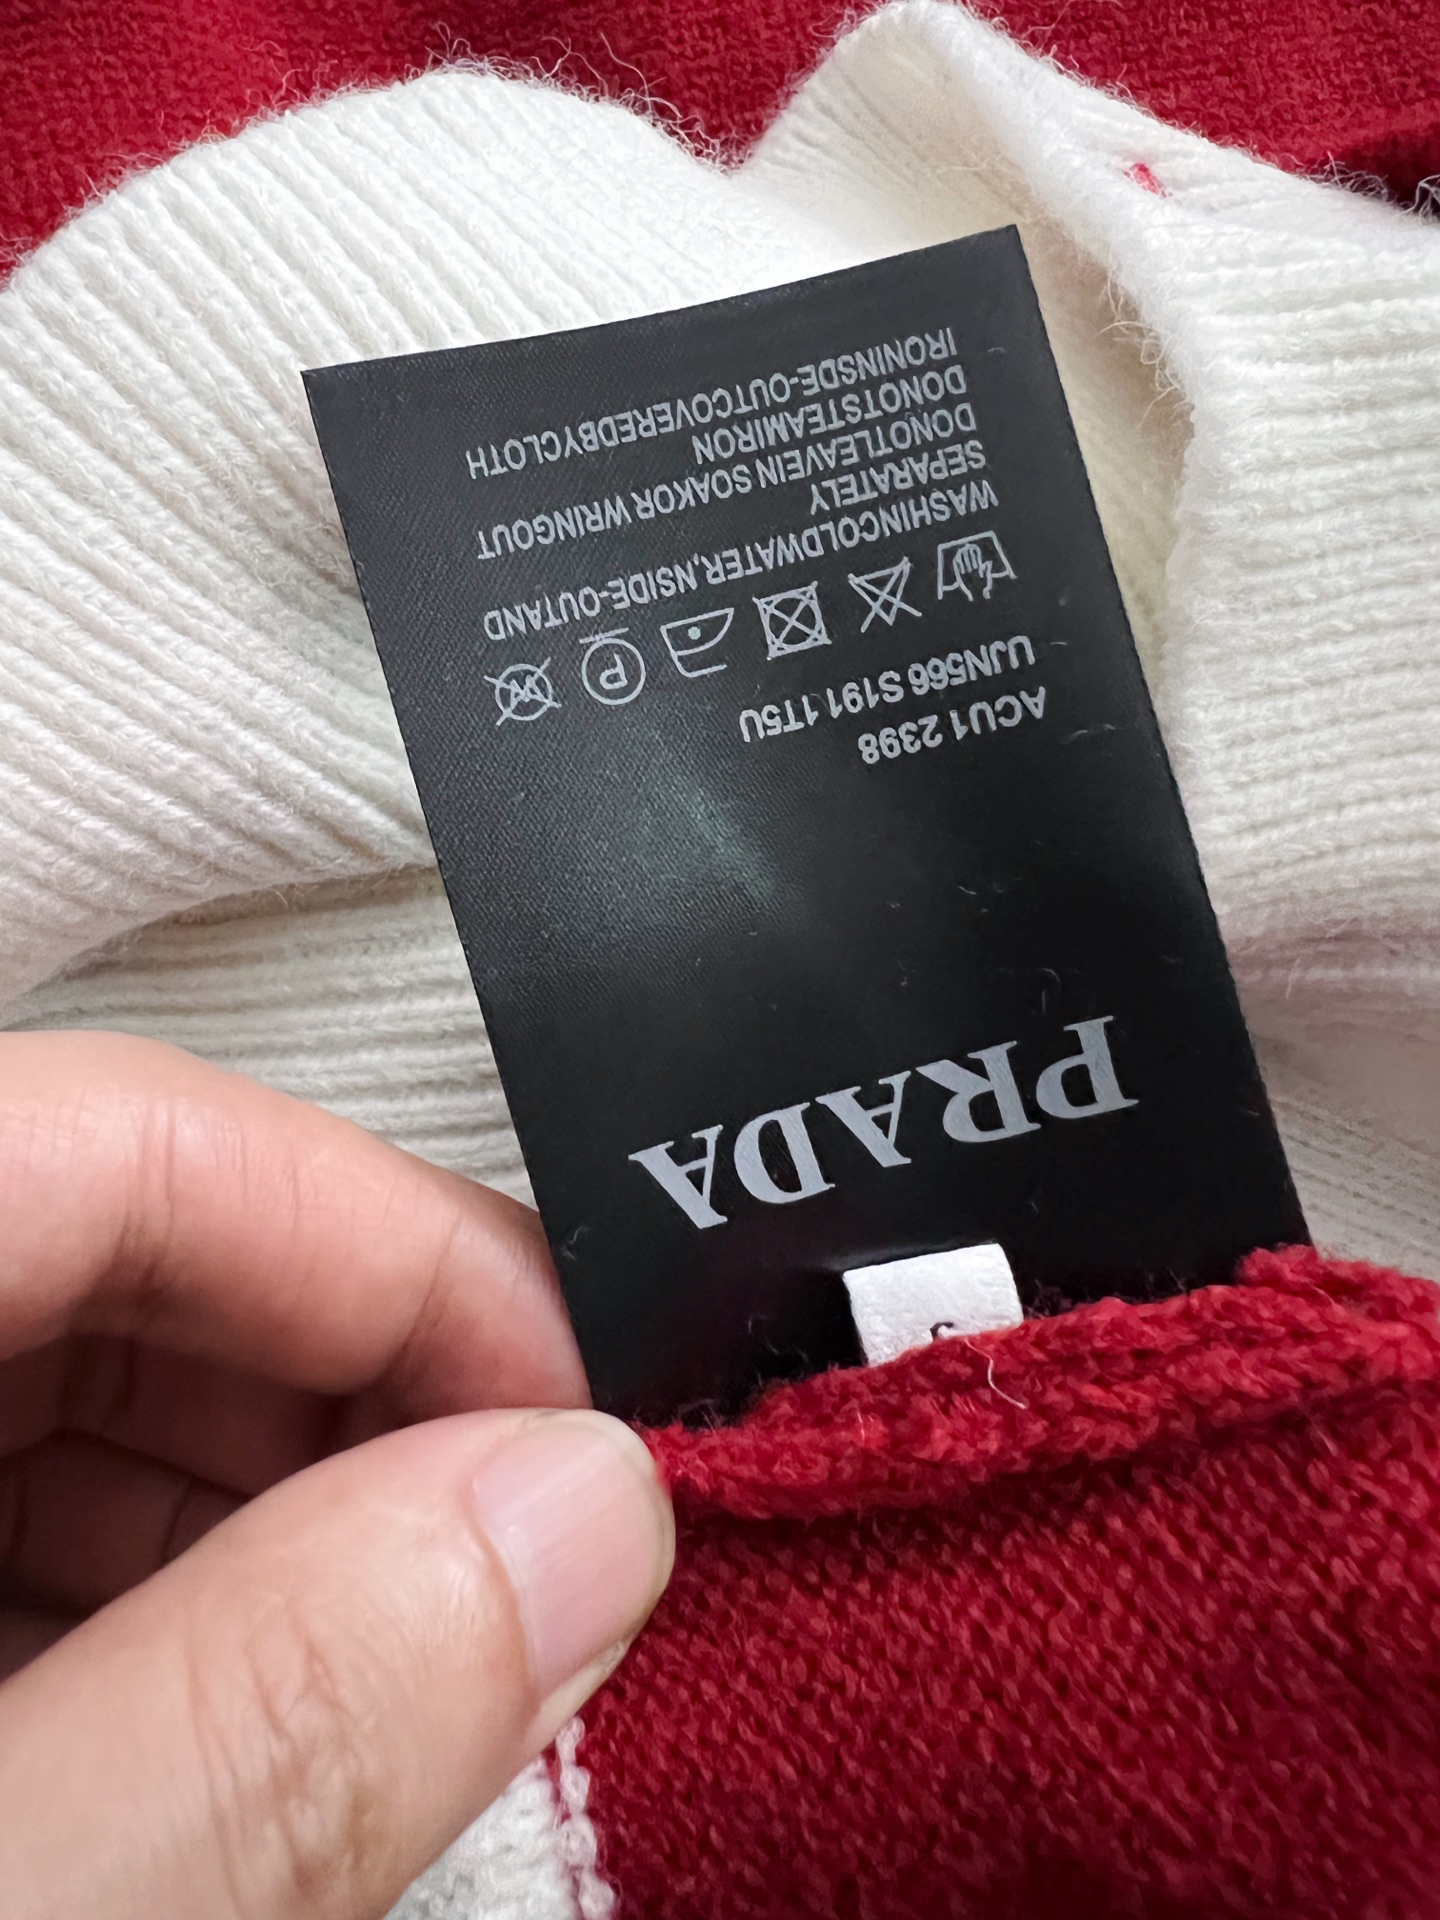 PRADA
ACU1 2398
UJN566 S191 1T5U
WASHINCOLDWATER,NSIDE-OUTAND
SEPARATELY
DONOTLEAVEIN SOAKOR WRINGOUT
DONOTSTEAMIRON
IRONINSDE-OUTCOVEREDBYCLOTH